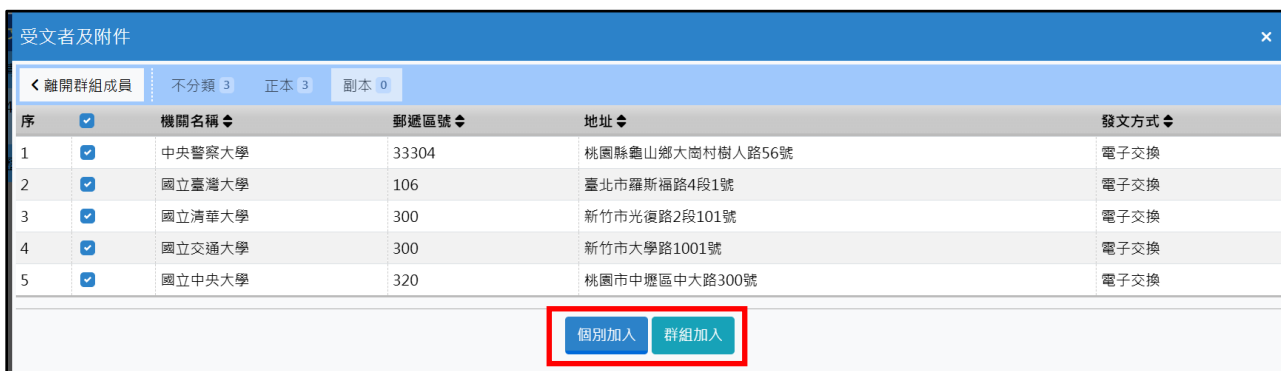 受文者及附件 ×
離開群組成員 不分類 3 正本 3 副本 0
序 機關名稱 郵遞區號 地址 發文方式
1 中央警察大學 33304 桃園縣龜山鄉大崗村樹人路56號 電子交換
2 國立臺灣大學 106 臺北市羅斯福路4段1號 電子交換
3 國立清華大學 300 新竹市光復路2段101號 電子交換
4 國立交通大學 300 新竹市大學路1001號 電子交換
5 國立中央大學 320 桃園市中壢區中大路300號 電子交換
個別加入 群組加入